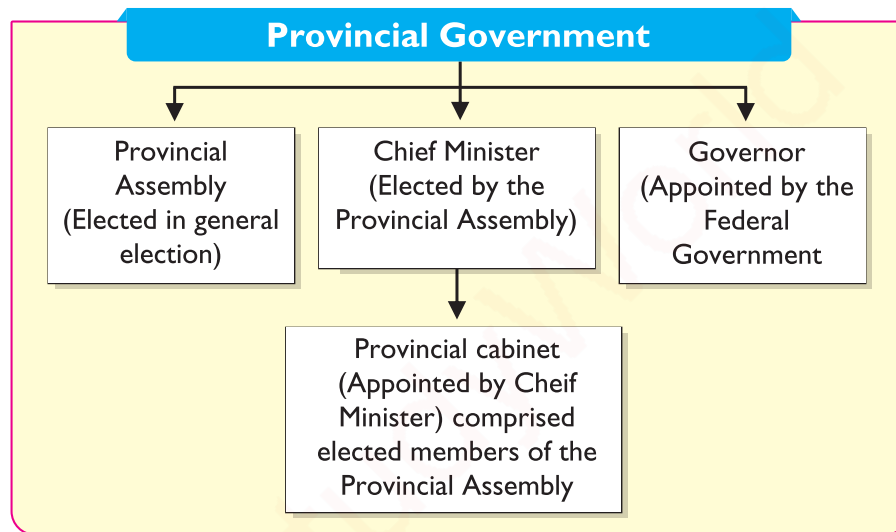 Provincial Government
Provincial
Assembly
(Elected in general
election)
Chief Minister
(Elected by the
Provincial Assembly)
Governor
(Appointed by the
Federal
Government
Provincial cabinet
(Appointed by Cheif
Minister) comprised
elected members of the
Provincial Assembly